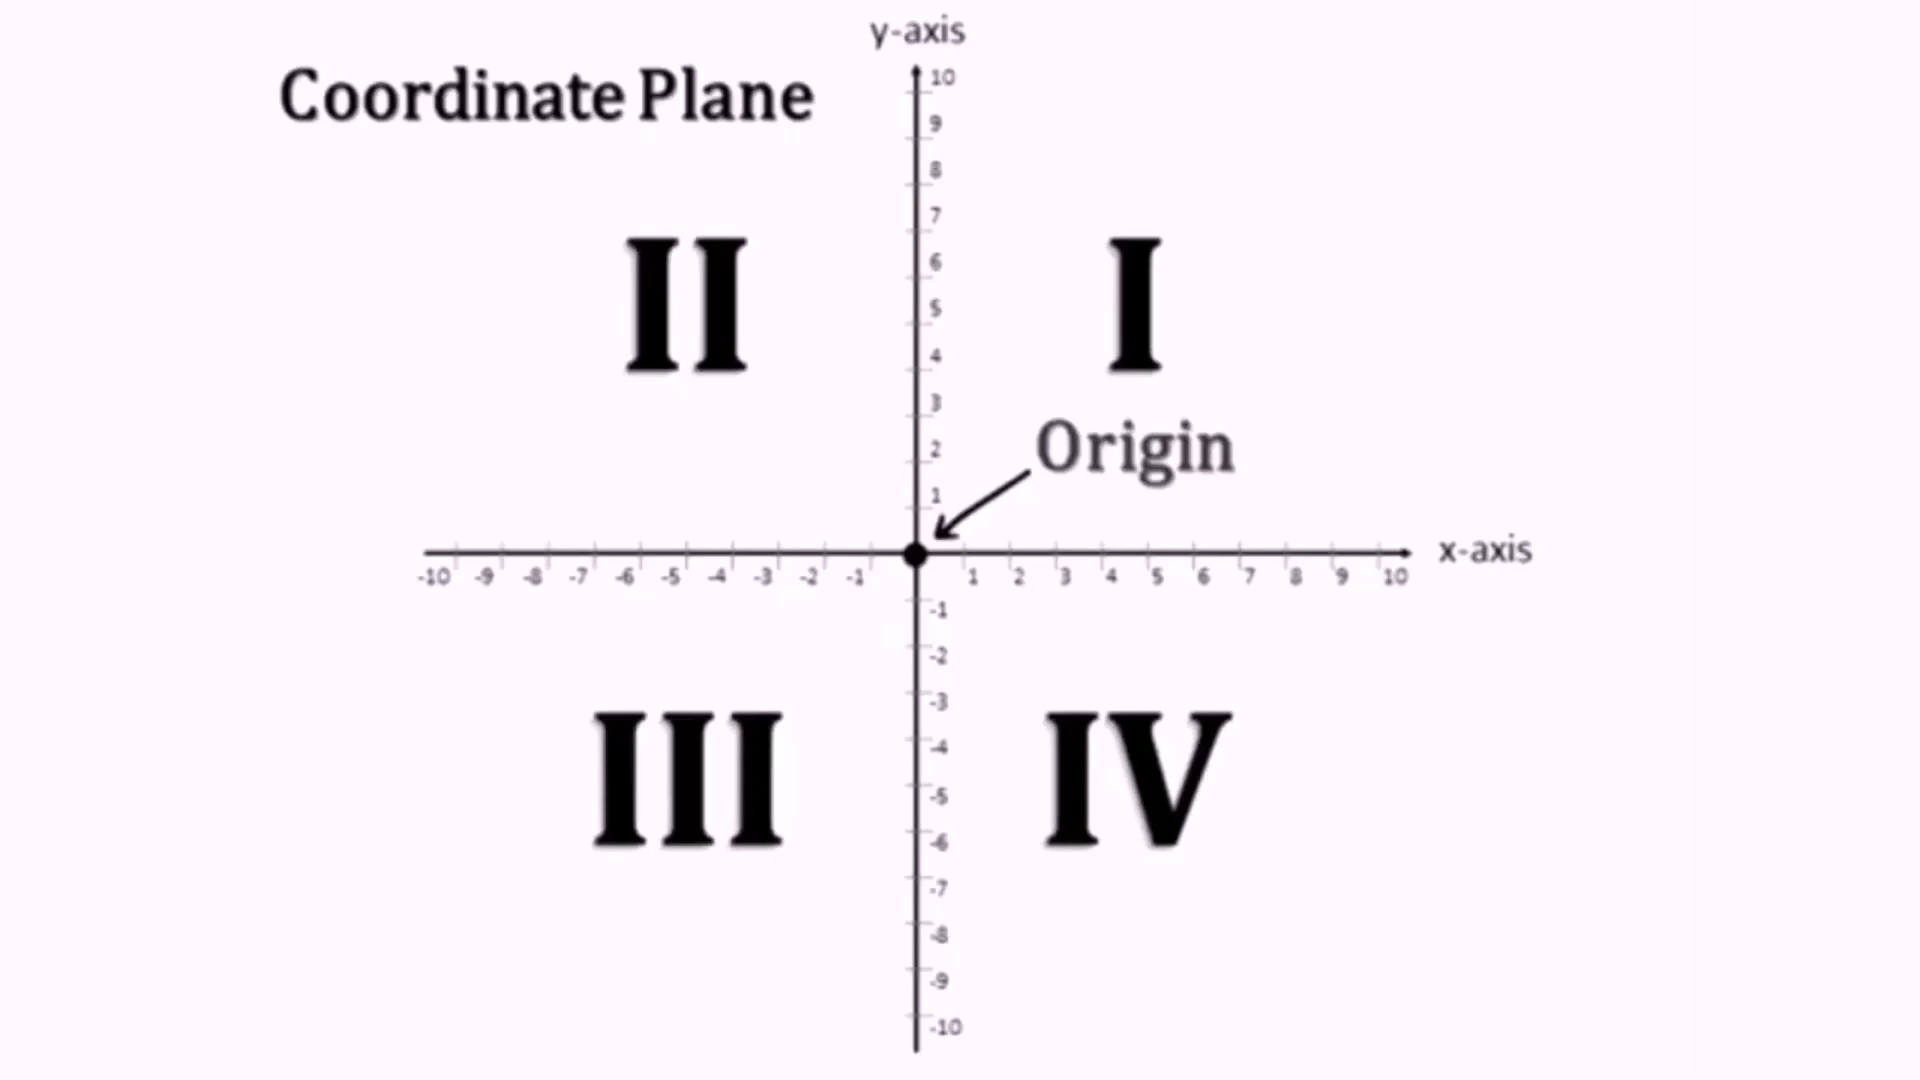 y-axis
Coordinate Plane
10
9
8
7
6
5
4
3
2
1
II
I
Origin
x-axis
-10 -9 -8 -7 -6 -5 -4 -3 -2 -1 1 2 3 4 5 6 7 8 9 10
-1
-2
-3
-4
-5
-6
-7
-8
-9
-10
III
IV